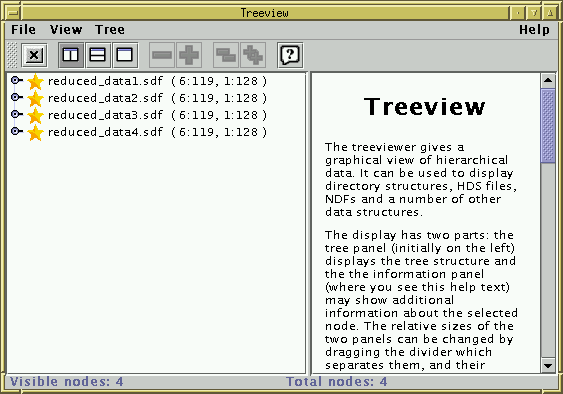 Treeview
File View Tree Help
reduced_data1.sdf ( 6:119, 1:128 )
reduced_data2.sdf ( 6:119, 1:128 )
reduced_data3.sdf ( 6:119, 1:128 )
reduced_data4.sdf ( 6:119, 1:128 )
Treeview
The treeviewer gives a
graphical view of hierarchical
data. It can be used to display
directory structures, HDS files,
NDFs and a number of other
data structures.
The display has two parts: the
tree panel (initially on the left)
displays the tree structure and
the the information panel
(where you see this help text)
may show additional
information about the selected
node. The relative sizes of the
two panels can be changed by
dragging the divider which
separates them, and their
Visible nodes: 4 Total nodes: 4